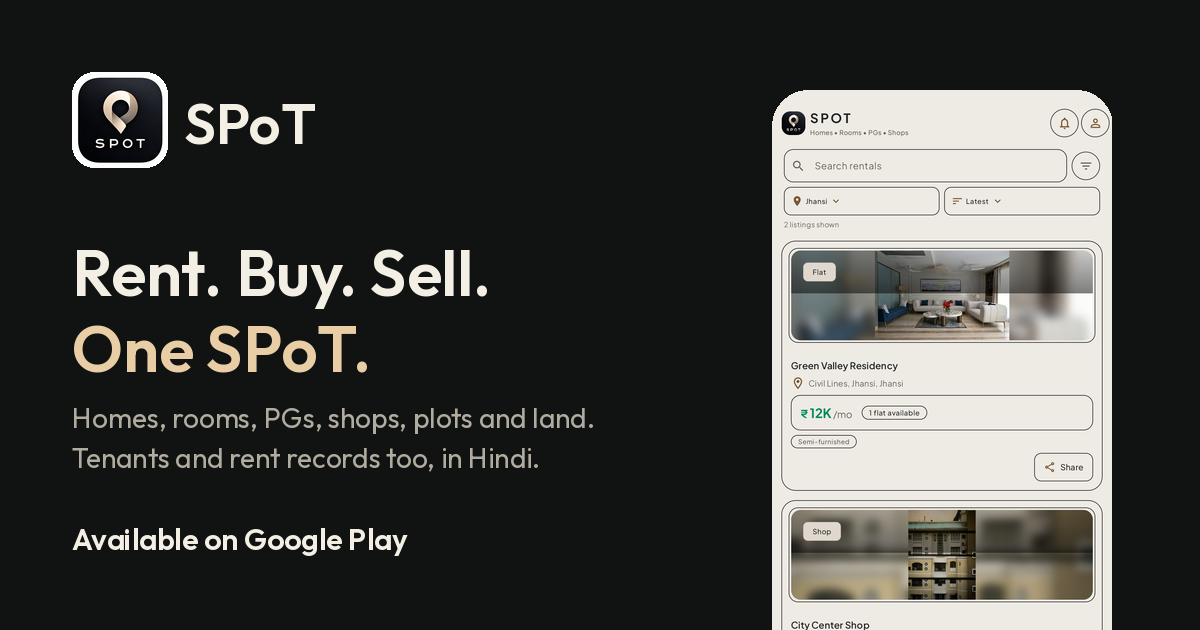 SPOT
SPoT
Rent. Buy. Sell.
One SPoT.
Homes, rooms, PGs, shops, plots and land.
Tenants and rent records too, in Hindi.
Available on Google Play
SPOT
SPOT
Homes • Rooms • PGs • Shops
Search rentals
Jhansi
Latest
2 listings shown
Flat
Green Valley Residency
Civil Lines, Jhansi, Jhansi
₹12K/mo
1 flat available
Semi-furnished
Share
Shop
City Center Shop